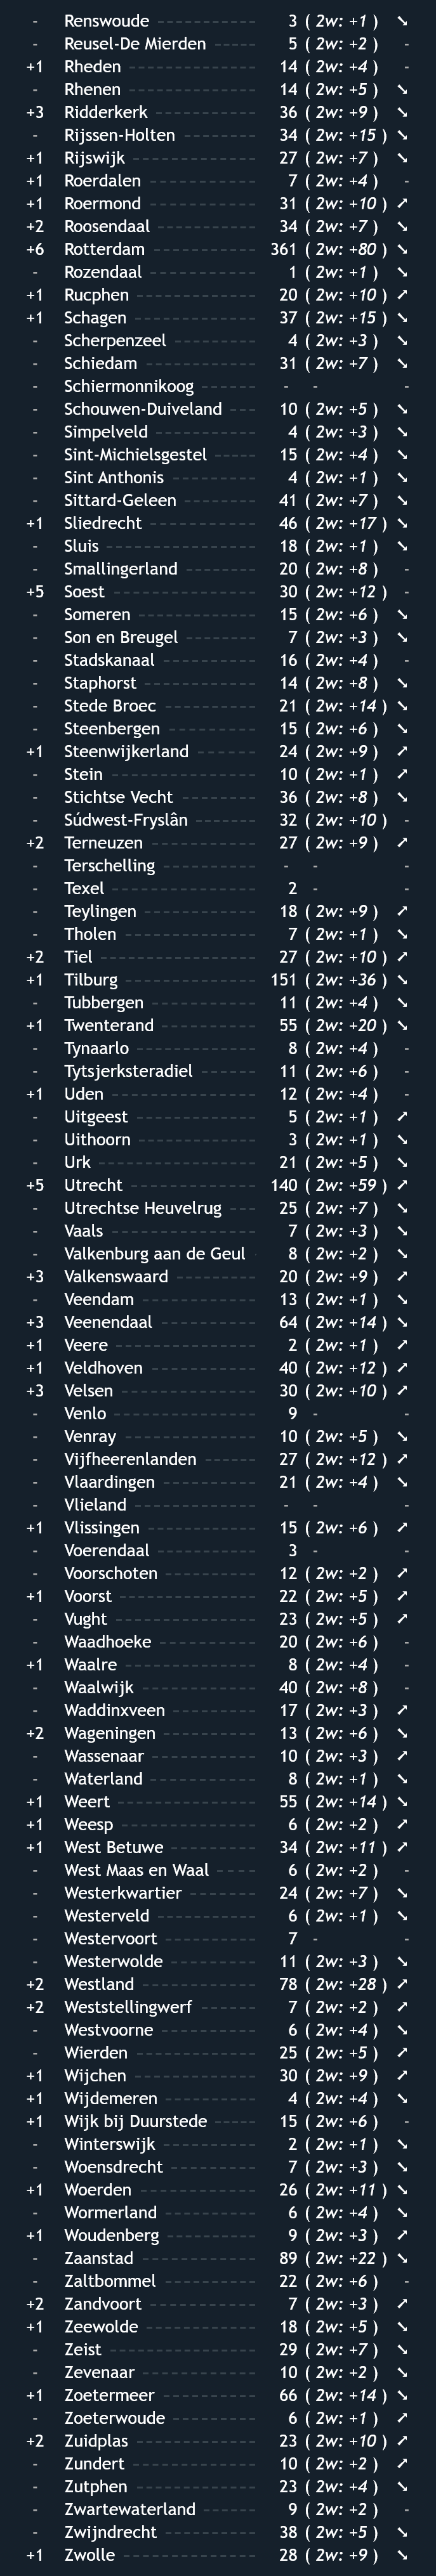 - Renswoude 3 ( 2w: +1 ) ↘
- Reusel-De Mierden 5 ( 2w: +2 ) -
+1 Rheden 14 ( 2w: +4 ) -
- Rhenen 14 ( 2w: +5 ) ↘
+3 Ridderkerk 36 ( 2w: +9 ) ↘
- Rijssen-Holten 34 ( 2w: +15 ) ↘
+1 Rijswijk 27 ( 2w: +7 ) ↘
+1 Roerdalen 7 ( 2w: +4 ) -
+1 Roermond 31 ( 2w: +10 ) ↗
+2 Roosendaal 34 ( 2w: +7 ) ↘
+6 Rotterdam 361 ( 2w: +80 ) ↘
- Rozendaal 1 ( 2w: +1 ) ↘
+1 Rucphen 20 ( 2w: +10 ) ↗
+1 Schagen 37 ( 2w: +15 ) ↘
- Scherpenzeel 4 ( 2w: +3 ) ↘
- Schiedam 31 ( 2w: +7 ) ↘
- Schiermonnikoog - - -
- Schouwen-Duiveland 10 ( 2w: +5 ) ↘
- Simpelveld 4 ( 2w: +3 ) ↘
- Sint-Michielsgestel 15 ( 2w: +4 ) ↘
- Sint Anthonis 4 ( 2w: +1 ) ↘
- Sittard-Geleen 41 ( 2w: +7 ) ↘
+1 Sliedrecht 46 ( 2w: +17 ) ↘
- Sluis 18 ( 2w: +1 ) ↘
- Smallingerland 20 ( 2w: +8 ) -
+5 Soest 30 ( 2w: +12 ) -
- Someren 15 ( 2w: +6 ) ↘
- Son en Breugel 7 ( 2w: +3 ) ↘
- Stadskanaal 16 ( 2w: +4 ) -
- Staphorst 14 ( 2w: +8 ) ↘
- Stede Broec 21 ( 2w: +14 ) ↘
- Steenbergen 15 ( 2w: +6 ) ↘
+1 Steenwijkerland 24 ( 2w: +9 ) ↗
- Stein 10 ( 2w: +1 ) ↗
- Stichtse Vecht 36 ( 2w: +8 ) ↘
- Súdwest-Fryslân 32 ( 2w: +10 ) -
+2 Terneuzen 27 ( 2w: +9 ) ↗
- Terschelling - - -
- Texel 2 - -
- Teylingen 18 ( 2w: +9 ) ↗
- Tholen 7 ( 2w: +1 ) ↘
+2 Tiel 27 ( 2w: +10 ) ↗
+1 Tilburg 151 ( 2w: +36 ) ↘
- Tubbergen 11 ( 2w: +4 ) ↘
+1 Twenterand 55 ( 2w: +20 ) ↘
- Tynaarlo 8 ( 2w: +4 ) -
- Tytsjerksteradiel 11 ( 2w: +6 ) -
+1 Uden 12 ( 2w: +4 ) -
- Uitgeest 5 ( 2w: +1 ) ↗
- Uithoorn 3 ( 2w: +1 ) ↘
- Urk 21 ( 2w: +5 ) ↘
+5 Utrecht 140 ( 2w: +59 ) ↗
- Utrechtse Heuvelrug 25 ( 2w: +7 ) ↘
- Vaals 7 ( 2w: +3 ) ↘
- Valkenburg aan de Geul 8 ( 2w: +2 ) ↘
+3 Valkenswaard 20 ( 2w: +9 ) ↗
- Veendam 13 ( 2w: +1 ) ↘
+3 Veenendaal 64 ( 2w: +14 ) ↘
+1 Veere 2 ( 2w: +1 ) ↗
+1 Veldhoven 40 ( 2w: +12 ) ↗
+3 Velsen 30 ( 2w: +10 ) ↗
- Venlo 9 - -
- Venray 10 ( 2w: +5 ) ↘
- Vijfheerenlanden 27 ( 2w: +12 ) ↗
- Vlaardingen 21 ( 2w: +4 ) ↘
- Vlieland - - -
+1 Vlissingen 15 ( 2w: +6 ) ↗
- Voerendaal 3 - -
- Voorschoten 12 ( 2w: +2 ) ↗
+1 Voorst 22 ( 2w: +5 ) ↗
- Vught 23 ( 2w: +5 ) ↗
- Waadhoeke 20 ( 2w: +6 ) -
+1 Waalre 8 ( 2w: +4 ) -
- Waalwijk 40 ( 2w: +8 ) -
- Waddinxveen 17 ( 2w: +3 ) ↗
+2 Wageningen 13 ( 2w: +6 ) ↘
- Wassenaar 10 ( 2w: +3 ) ↗
- Waterland 8 ( 2w: +1 ) ↘
+1 Weert 55 ( 2w: +14 ) ↘
+1 Weesp 6 ( 2w: +2 ) ↗
+1 West Betuwe 34 ( 2w: +11 ) ↗
- West Maas en Waal 6 ( 2w: +2 ) -
- Westerkwartier 24 ( 2w: +7 ) ↘
- Westerveld 6 ( 2w: +1 ) ↘
- Westervoort 7 - -
- Westerwolde 11 ( 2w: +3 ) ↘
+2 Westland 78 ( 2w: +28 ) ↗
+2 Weststellingwerf 7 ( 2w: +2 ) ↗
- Westvoorne 6 ( 2w: +4 ) ↘
- Wierden 25 ( 2w: +5 ) ↗
+1 Wijchen 30 ( 2w: +9 ) ↗
+1 Wijdemeren 4 ( 2w: +4 ) ↘
+1 Wijk bij Duurstede 15 ( 2w: +6 ) -
- Winterswijk 2 ( 2w: +1 ) ↘
- Woensdrecht 7 ( 2w: +3 ) ↘
+1 Woerden 26 ( 2w: +11 ) ↘
- Wormerland 6 ( 2w: +4 ) ↘
+1 Woudenberg 9 ( 2w: +3 ) ↗
- Zaanstad 89 ( 2w: +22 ) ↘
- Zaltbommel 22 ( 2w: +6 ) -
+2 Zandvoort 7 ( 2w: +3 ) ↗
+1 Zeewolde 18 ( 2w: +5 ) ↘
- Zeist 29 ( 2w: +7 ) ↘
- Zevenaar 10 ( 2w: +2 ) ↘
+1 Zoetermeer 66 ( 2w: +14 ) ↘
- Zoeterwoude 6 ( 2w: +1 ) ↗
+2 Zuidplas 23 ( 2w: +10 ) ↗
- Zundert 10 ( 2w: +2 ) ↗
- Zutphen 23 ( 2w: +4 ) ↘
- Zwartewaterland 9 ( 2w: +2 ) -
- Zwijndrecht 38 ( 2w: +5 ) ↘
+1 Zwolle 28 ( 2w: +9 ) ↘